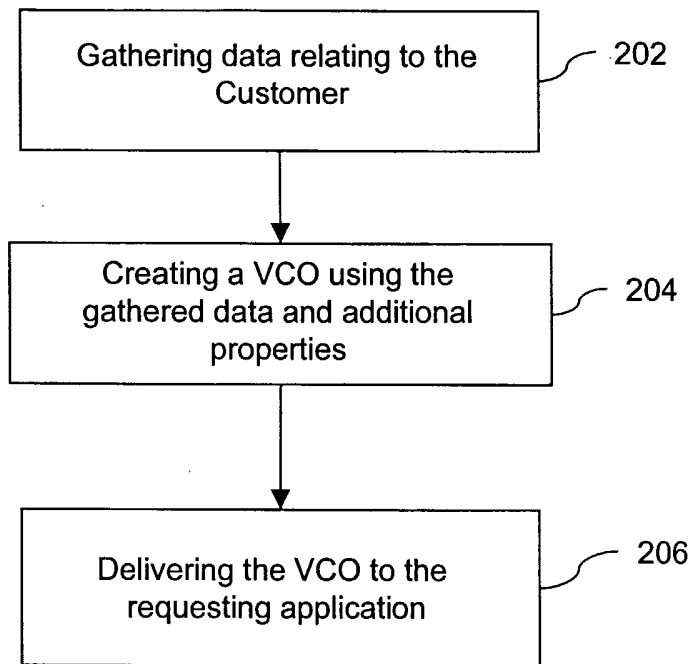 Gathering data relating to the
Customer
202
Creating a VCO using the
gathered data and additional
properties
204
Delivering the VCO to the
requesting application
206